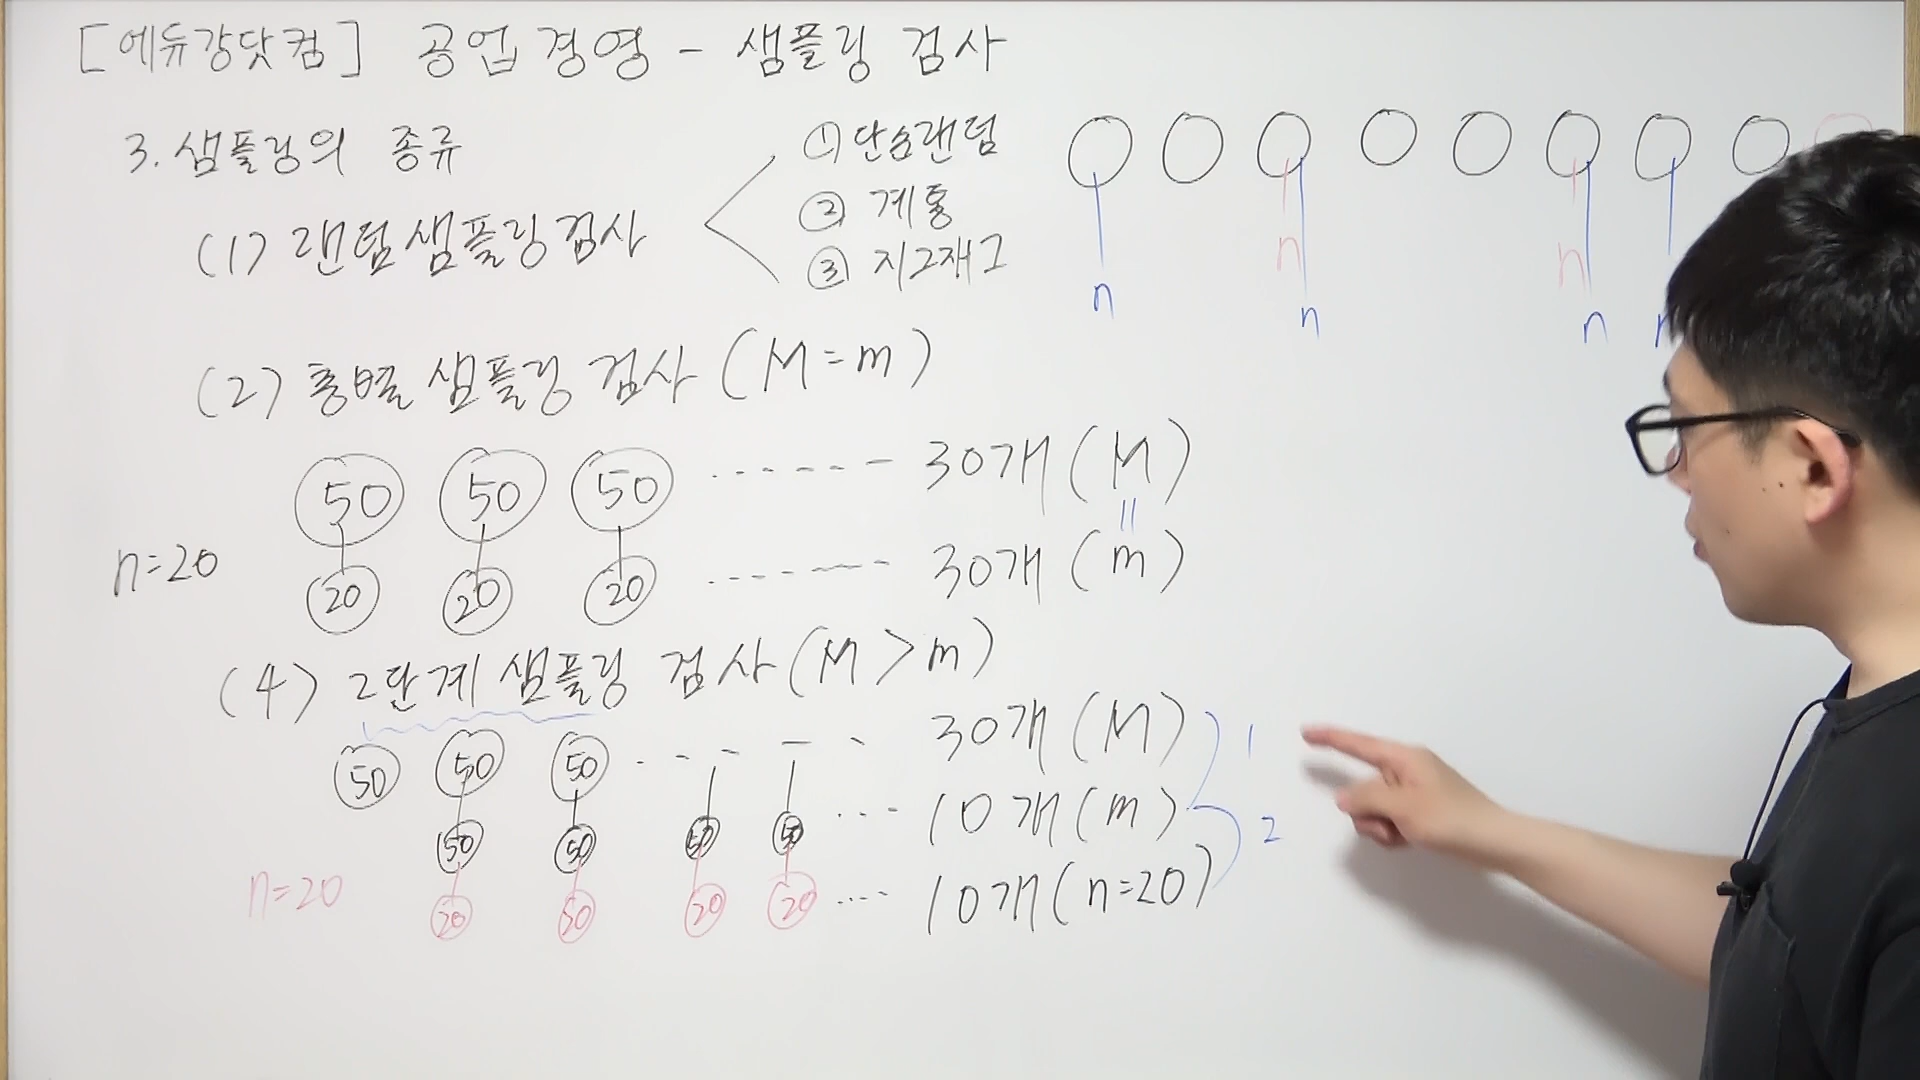 [에듀강닷컴] 공업경영 - 샘플링 검사
3. 샘플링의 종류
(1) 랜덤샘플링검사
① 단순랜덤
② 계통
③ 지그재그
n n
n n n
(2) 층별 샘플링 검사 (M=m)
50 50 50 ------ 30개 (M)
||
n=20 20 20 20 ------ 30개 (m)
(4) 2단계 샘플링 검사 (M>m)
50 50 50 - - - - 30개 (M) 1
50 50 50 50 ... 10개 (m) 2
n=20 20 50 20 20 ... 10개 (n=20)